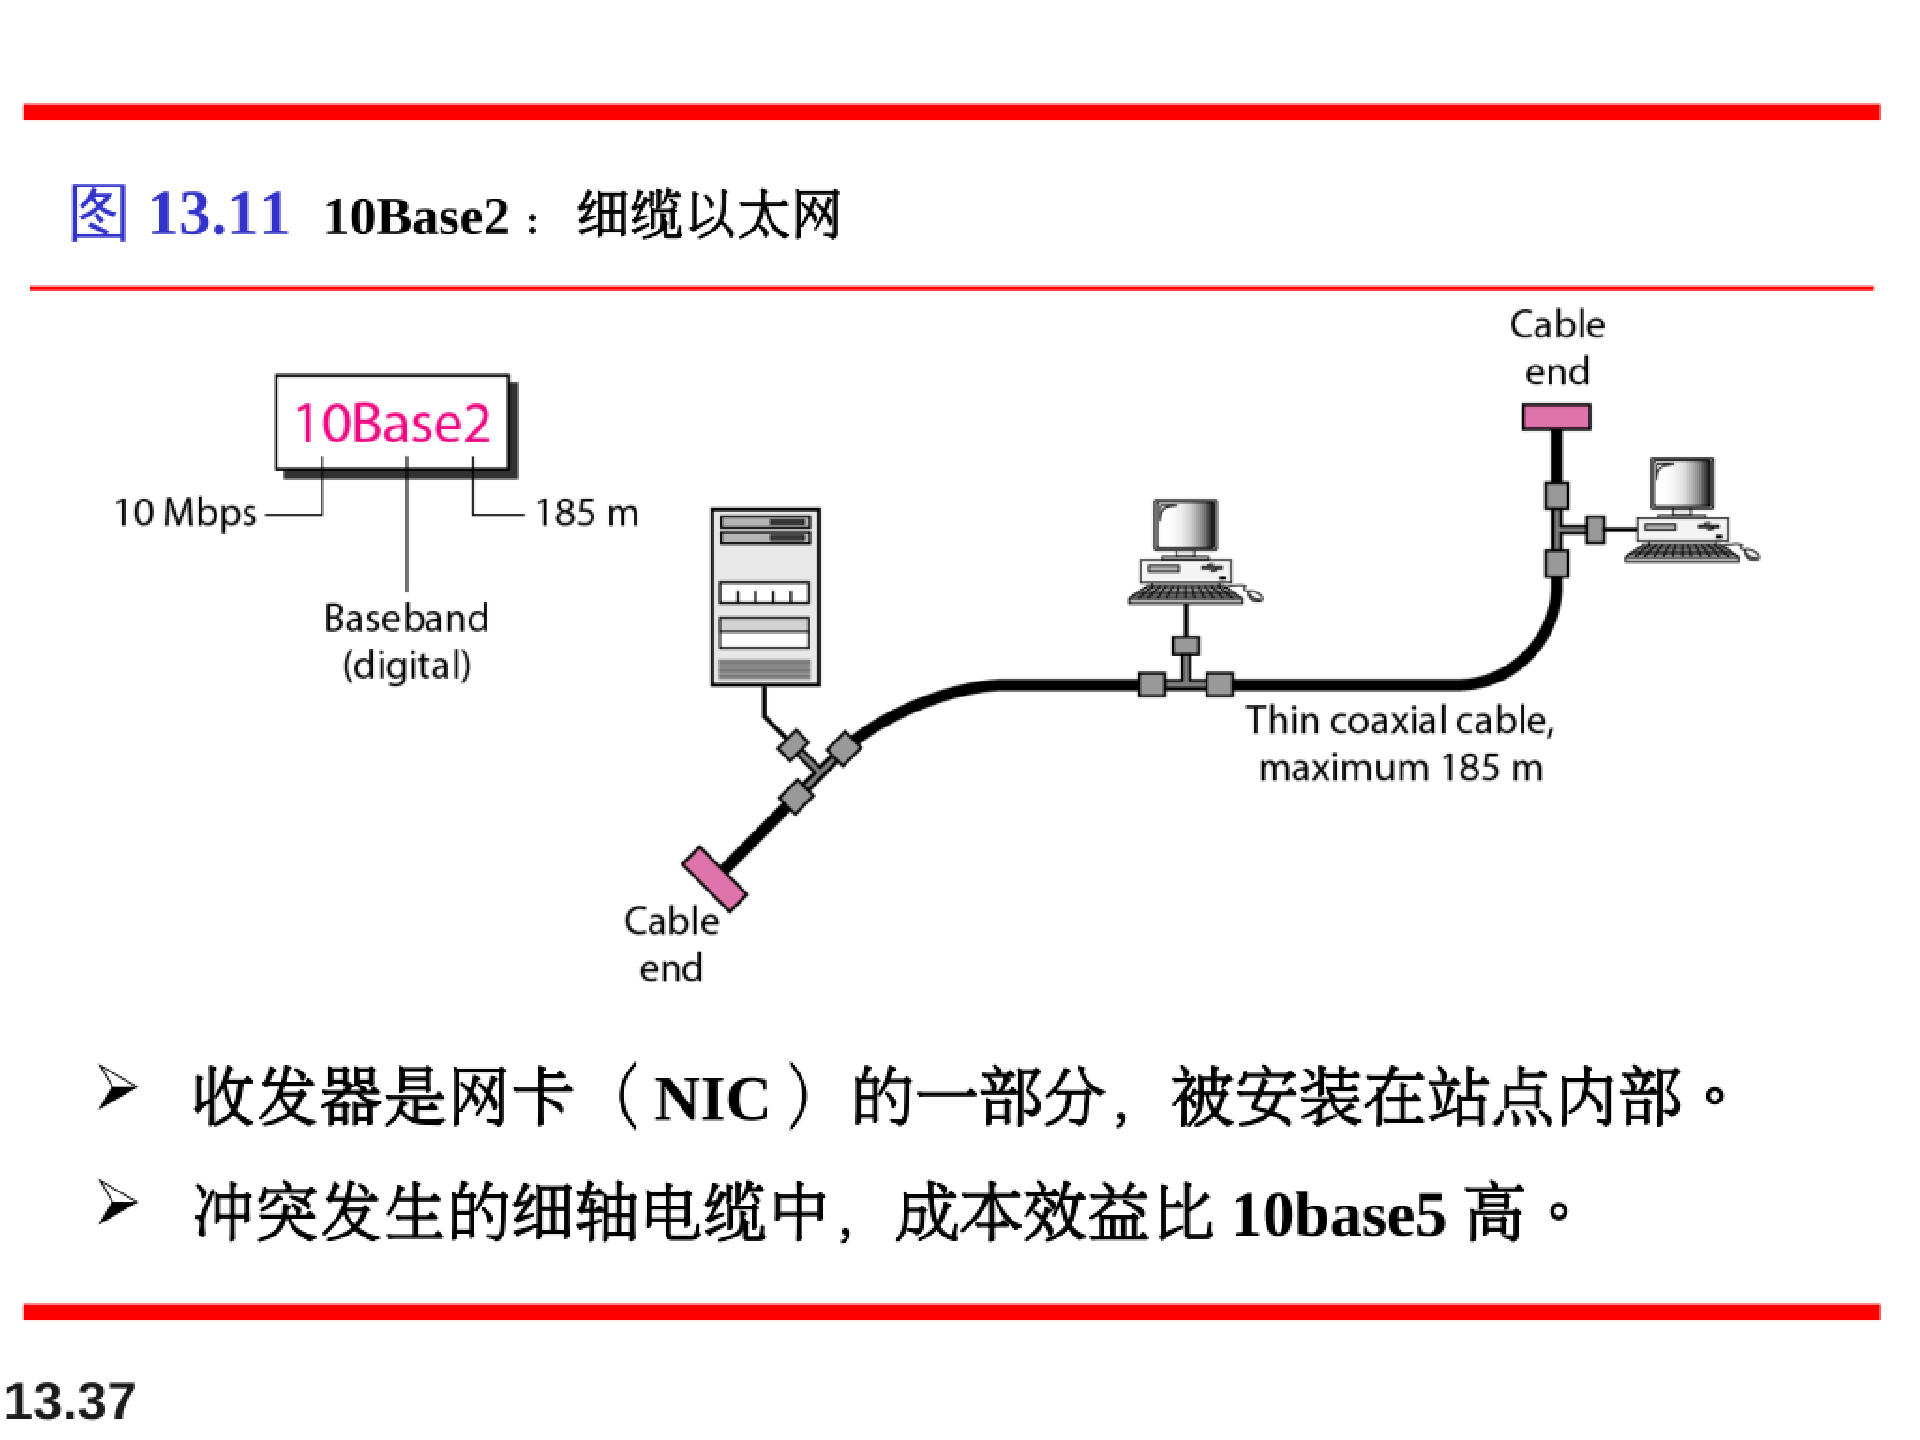 图 13.11 10Base2：细缆以太网
Cable
end
10Base2
10 Mbps
185 m
Baseband
(digital)
Thin coaxial cable,
maximum 185 m
Cable
end
➢ 收发器是网卡（NIC）的一部分，被安装在站点内部。
➢ 冲突发生的细轴电缆中，成本效益比 10base5 高。
13.37